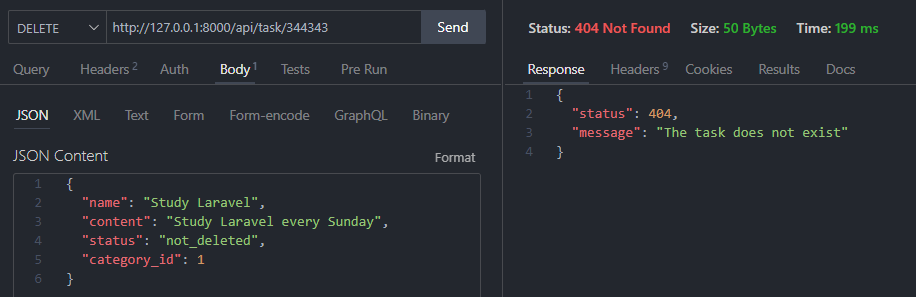 DELETE http://127.0.0.1:8000/api/task/344343 Send
Query Headers 2 Auth Body 1 Tests Pre Run
JSON XML Text Form Form-encode GraphQL Binary
JSON Content Format
1 {
2 "name": "Study Laravel",
3 "content": "Study Laravel every Sunday",
4 "status": "not_deleted",
5 "category_id": 1
6 }
Status: 404 Not Found Size: 50 Bytes Time: 199 ms
Response Headers 9 Cookies Results Docs
1 {
2 "status": 404,
3 "message": "The task does not exist"
4 }